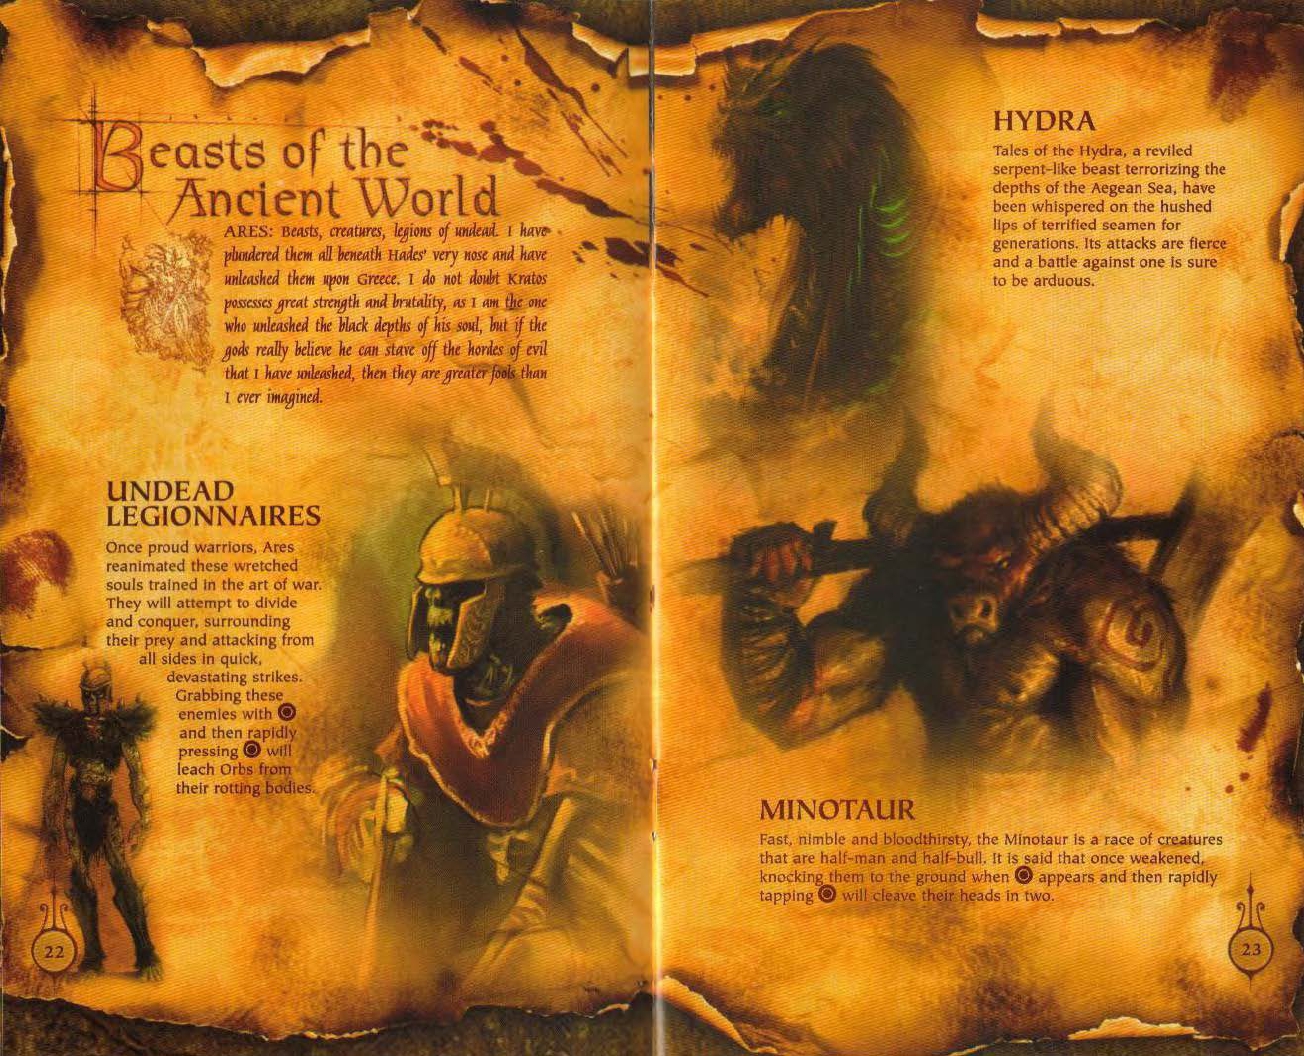 Beasts of the
Ancient World
ARES: Beasts, creatures, legions of undead. I have
plundered them all beneath Hades' very nose and have
unleashed them upon Greece. I do not doubt Kratos
possesses great strength and brutality, as I am the one
who unleashed the black depths of his soul, but if the
gods really believe he can stave off the hordes of evil
that I have unleashed, then they are greater fools than
I ever imagined.
UNDEAD
LEGIONNAIRES
Once proud warriors, Ares
reanimated these wretched
souls trained in the art of war.
They will attempt to divide
and conquer, surrounding
their prey and attacking from
all sides in quick,
devastating strikes.
Grabbing these
enemies with
and then rapidly
pressing will
leach Orbs from
their rotting bodies.
22
HYDRA
Tales of the Hydra, a reviled
serpent-like beast terrorizing the
depths of the Aegean Sea, have
been whispered on the hushed
lips of terrified seamen for
generations. Its attacks are fierce
and a battle against one is sure
to be arduous.
MINOTAUR
Fast, nimble and bloodthirsty, the Minotaur is a race of creatures
that are half-man and half-bull. It is said that once weakened,
knocking them to the ground when appears and then rapidly
tapping will cleave their heads in two.
23